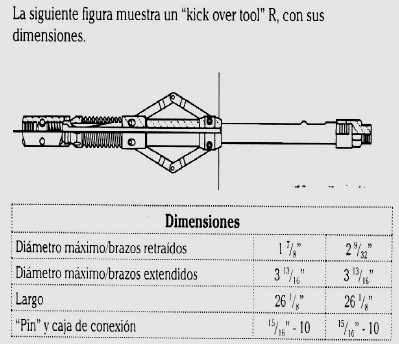 La siguiente figura muestra un “kick over tool” R, con sus
dimensiones.
Dimensiones
Diámetro máximo/brazos retraídos 1 7/8” 2 9/32”
Diámetro máximo/brazos extendidos 3 13/16” 3 13/16”
Largo 26 1/8” 26 1/8”
“Pin” y caja de conexión 15/16” - 10 15/16” - 10